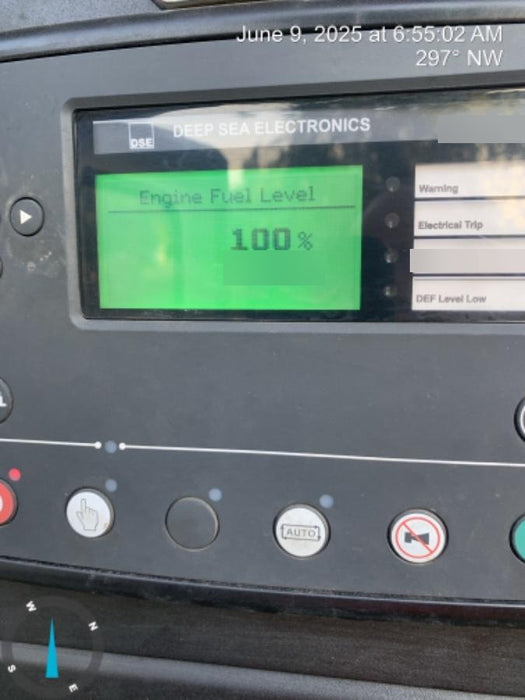 June 9, 2025 at 6:55:02 AM
297° NW
DSE
DEEP SEA ELECTRONICS
Engine Fuel Level
100%
Warning
Electrical Trip
DEF Level Low
AUTO
W
N
S
E